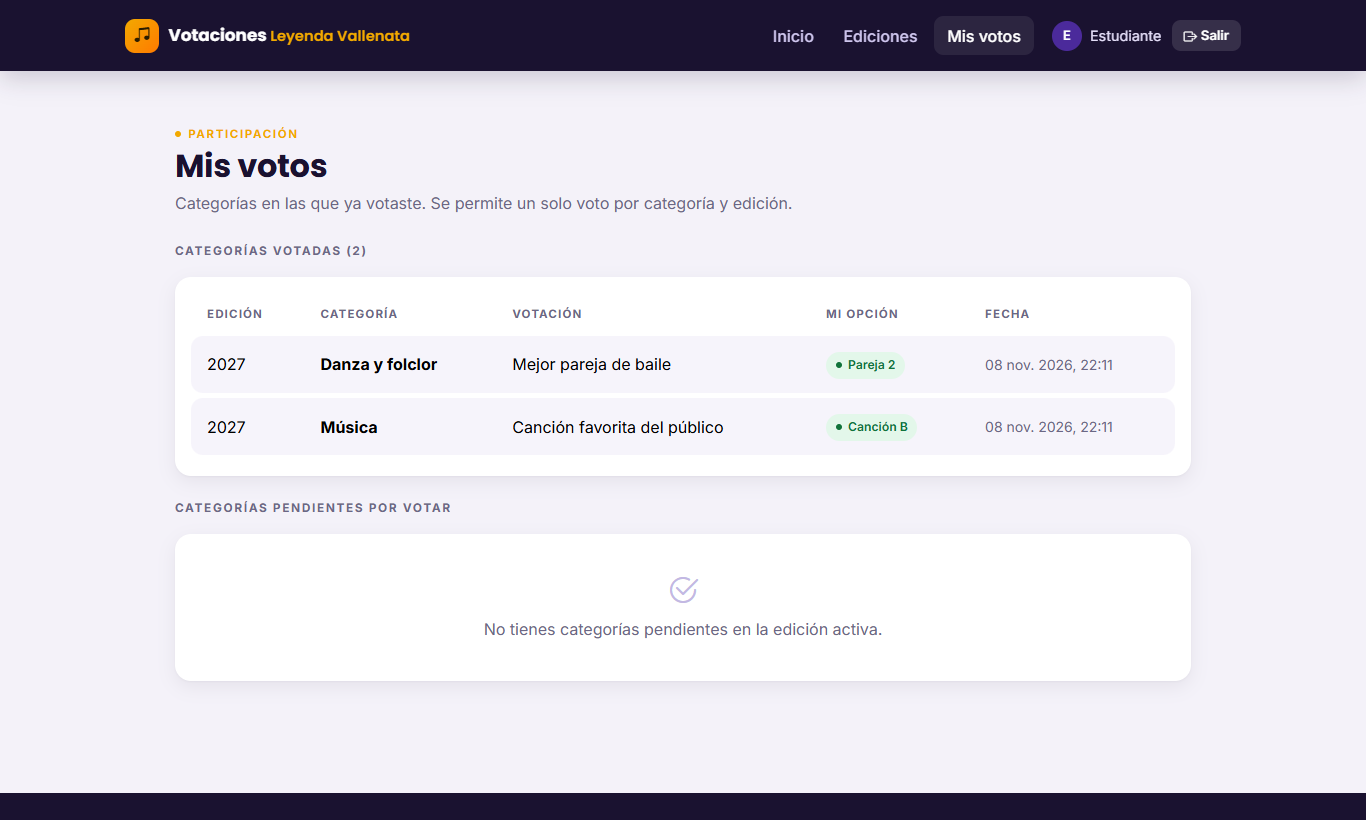 Votaciones Leyenda Vallenata
Inicio Ediciones Mis votos E Estudiante Salir
PARTICIPACIÓN
Mis votos
Categorías en las que ya votaste. Se permite un solo voto por categoría y edición.
CATEGORÍAS VOTADAS (2)
EDICIÓN CATEGORÍA VOTACIÓN MI OPCIÓN FECHA
2027 Danza y folclor Mejor pareja de baile Pareja 2 08 nov. 2026, 22:11
2027 Música Canción favorita del público Canción B 08 nov. 2026, 22:11
CATEGORÍAS PENDIENTES POR VOTAR
No tienes categorías pendientes en la edición activa.